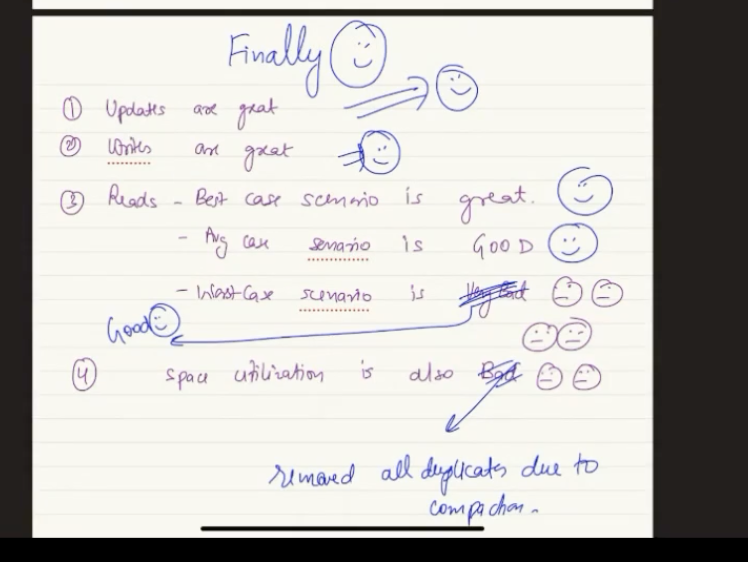 Finally
① Updates are great
② Writes are great
③ Reads - Best case scenario is great.
- Avg case senario is GOOD
- Worst Case scenario is Very Bad
Good
④ space utilization is also Bad
removed all duplicates due to
compaction.